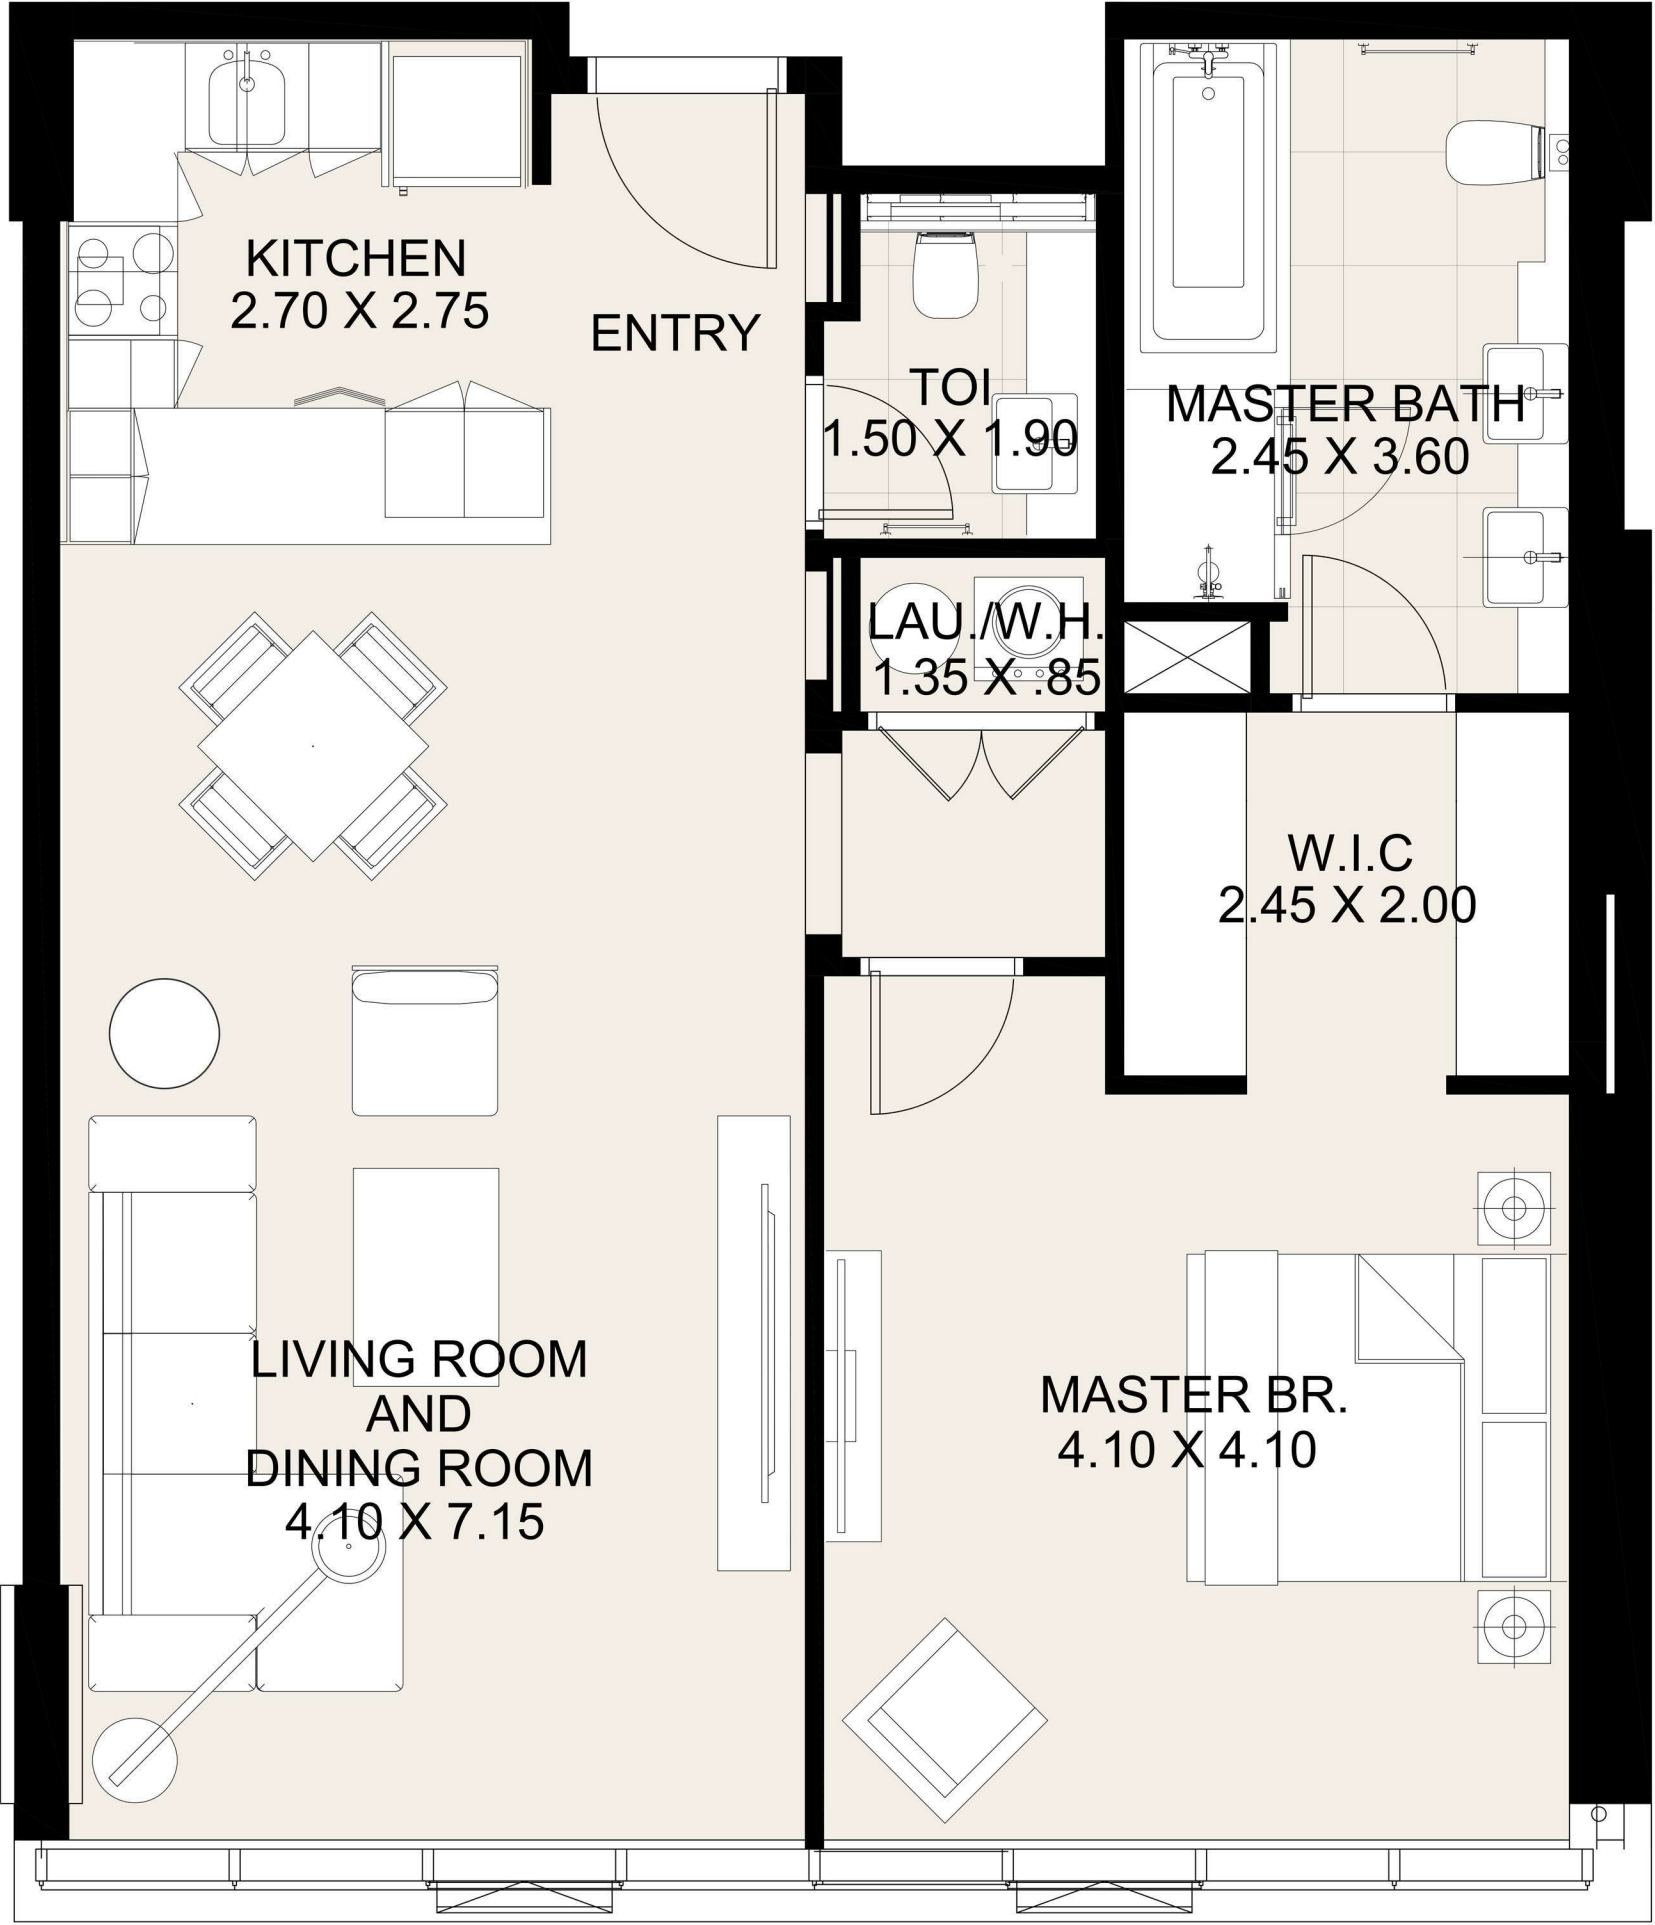 KITCHEN
2.70 X 2.75
ENTRY
TOI
1.50 X 1.90
MASTER BATH
2.45 X 3.60
LAU./W.H.
1.35 X .85
W.I.C
2.45 X 2.00
LIVING ROOM
AND
DINING ROOM
4.10 X 7.15
MASTER BR.
4.10 X 4.10